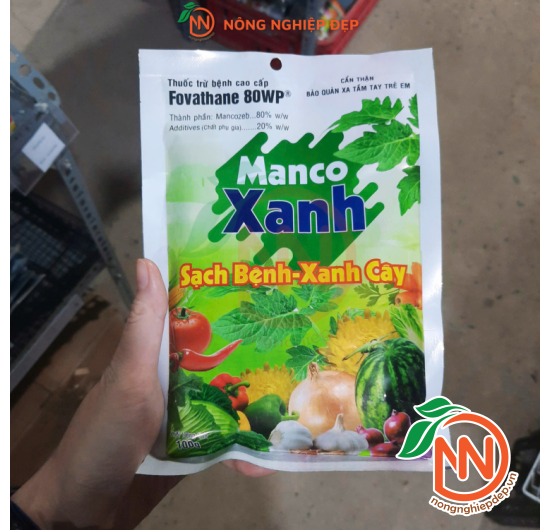 NÔNG NGHIỆP ĐẸP
Thuốc trừ bệnh cao cấp
Fovathane 80WP®
CẨN THẬN
BẢO QUẢN XA TẦM TAY TRẺ EM
Thành phần: Mancozeb...80% w/w
Additives (Chất phụ gia).......20% w/w
Manco
Xanh
Sạch Bệnh-Xanh Cây
100g
NN
nongnghiepdep.vn